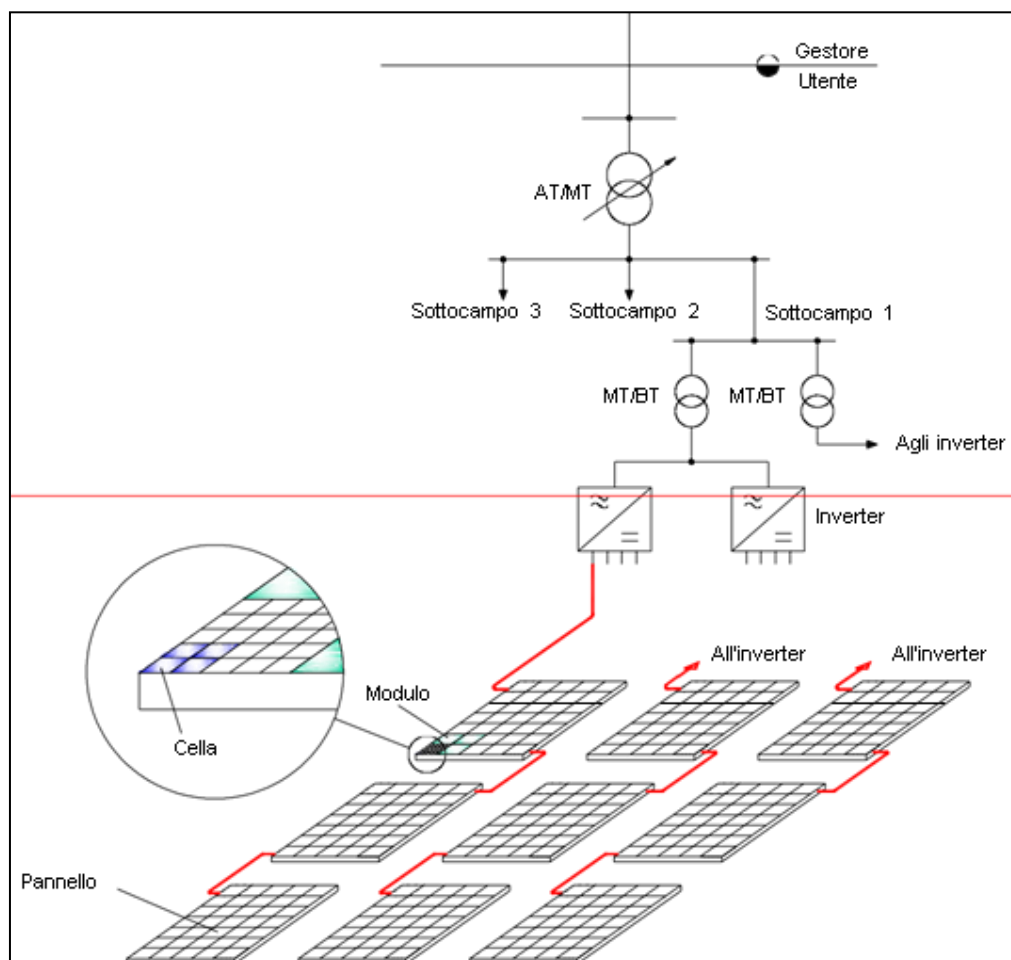 Gestore
Utente
AT/MT
Sottocampo 3
Sottocampo 2
Sottocampo 1
MT/BT
MT/BT
Agli inverter
Inverter
All'inverter
All'inverter
Modulo
Cella
Pannello